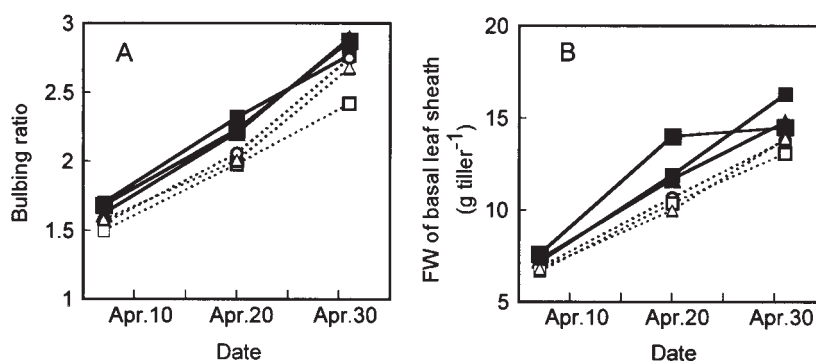 A
Bulbing ratio
3
2.5
2
1.5
1
Apr.10 Apr.20 Apr.30
Date
B
FW of basal leaf sheath
(g tiller⁻¹)
20
15
10
5
Apr.10 Apr.20 Apr.30
Date